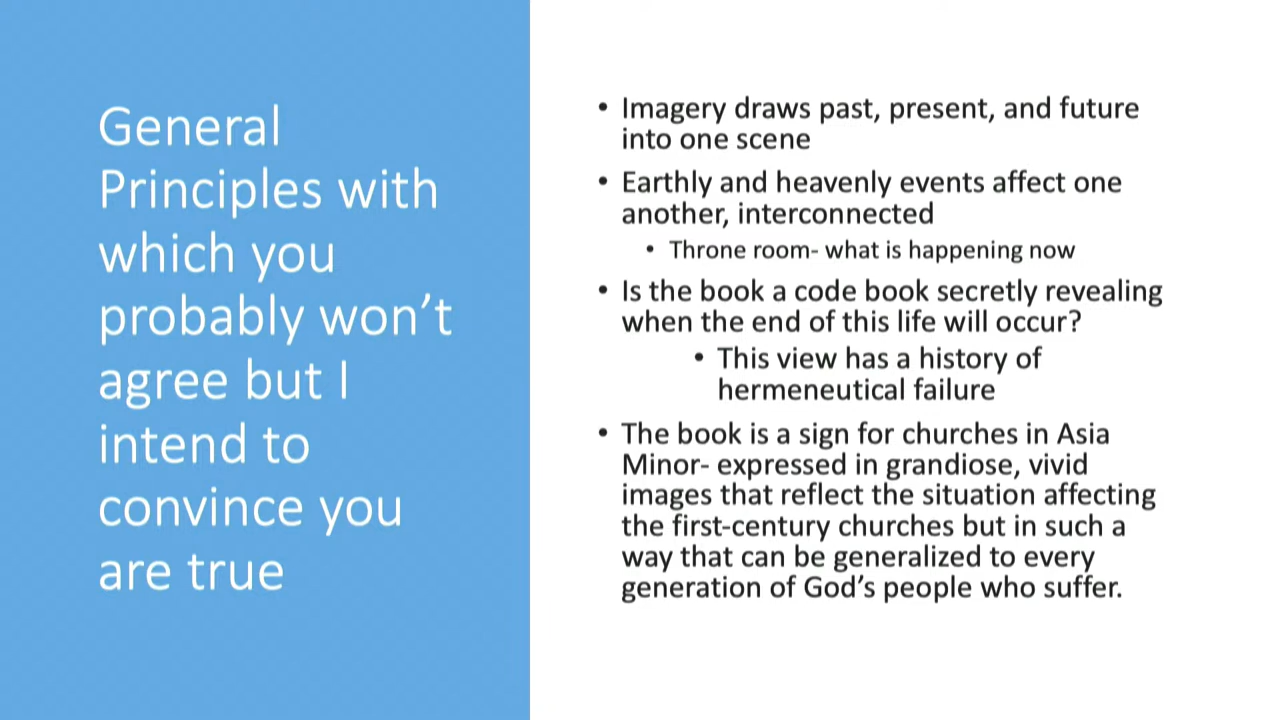 General
Principles with
which you
probably won’t
agree but I
intend to
convince you
are true
• Imagery draws past, present, and future
into one scene
• Earthly and heavenly events affect one
another, interconnected
• Throne room- what is happening now
• Is the book a code book secretly revealing
when the end of this life will occur?
• This view has a history of
hermeneutical failure
• The book is a sign for churches in Asia
Minor- expressed in grandiose, vivid
images that reflect the situation affecting
the first-century churches but in such a
way that can be generalized to every
generation of God’s people who suffer.